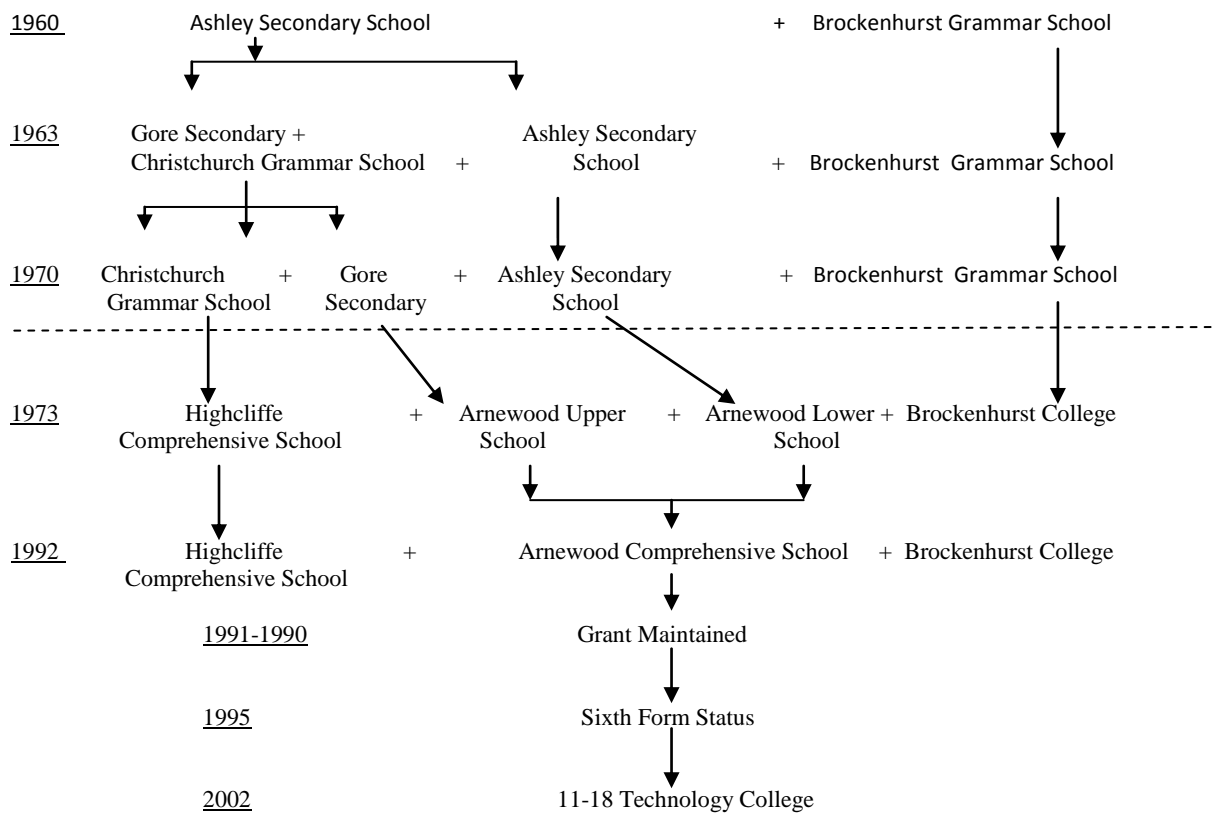 1960 Ashley Secondary School + Brockenhurst Grammar School
1963 Gore Secondary + Ashley Secondary
Christchurch Grammar School + School + Brockenhurst Grammar School
1970 Christchurch + Gore + Ashley Secondary + Brockenhurst Grammar School
Grammar School Secondary School
1973 Highcliffe + Arnewood Upper + Arnewood Lower + Brockenhurst College
Comprehensive School School School
1992 Highcliffe + Arnewood Comprehensive School + Brockenhurst College
Comprehensive School
1991-1990 Grant Maintained
1995 Sixth Form Status
2002 11-18 Technology College